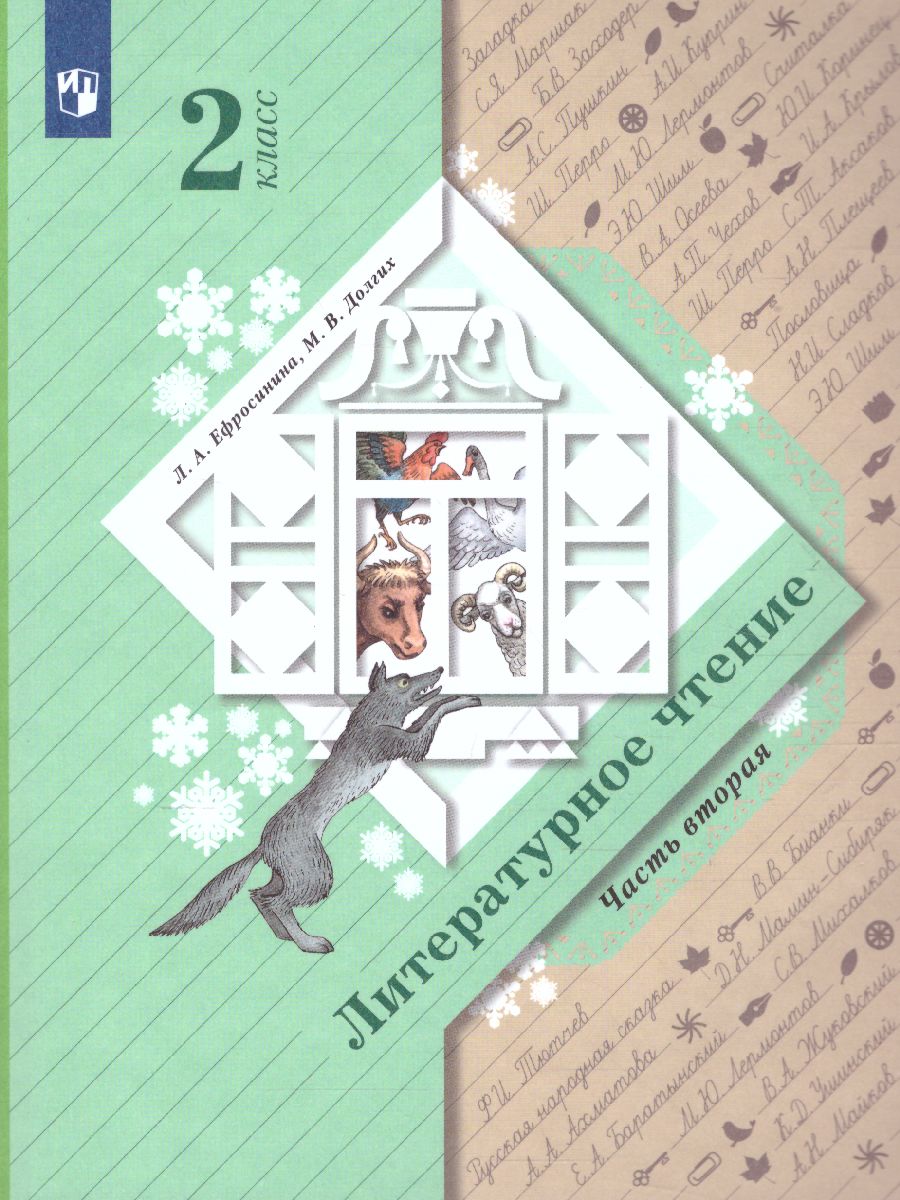 ИП
2
класс
Л. А. Ефросинина, М. В. Долгих
Литературное чтение
Часть вторая
Загадка
С.Я. Маршак
Б.В. Заходер
А.С. Пушкин
А.И. Куприн
Ш. Перро
М.Ю. Лермонтов
Считалка
Э.Ю. Шим
Ю.И. Коринец
В.А. Осеева
И.А. Крылов
А.П. Чехов
С.Т. Аксаков
Ш. Перро
А.Н. Плещеев
Пословица
Н.И. Сладков
Э.Ю. Шим
В.В. Бианки
Д.Н. Мамин-Сибиряк
С.В. Михалков
Ф.И. Тютчев
Русская народная сказка
А.А. Ахматова
Е.А. Баратынский
М.Ю. Лермонтов
В.А. Жуковский
К.Д. Ушинский
А.Н. Майков